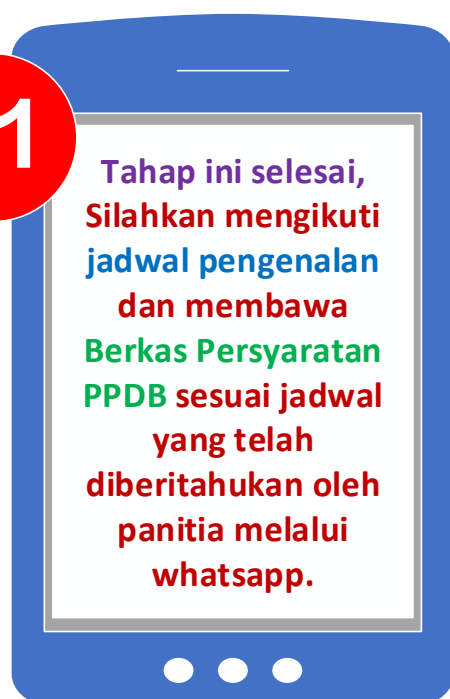 1
Tahap ini selesai,
Silahkan mengikuti
jadwal pengenalan
dan membawa
Berkas Persyaratan
PPDB sesuai jadwal
yang telah
diberitahukan oleh
panitia melalui
whatsapp.